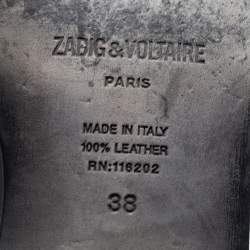 ZADIG&VOLTAIRE
PARIS
MADE IN ITALY
100% LEATHER
RN:116202
38